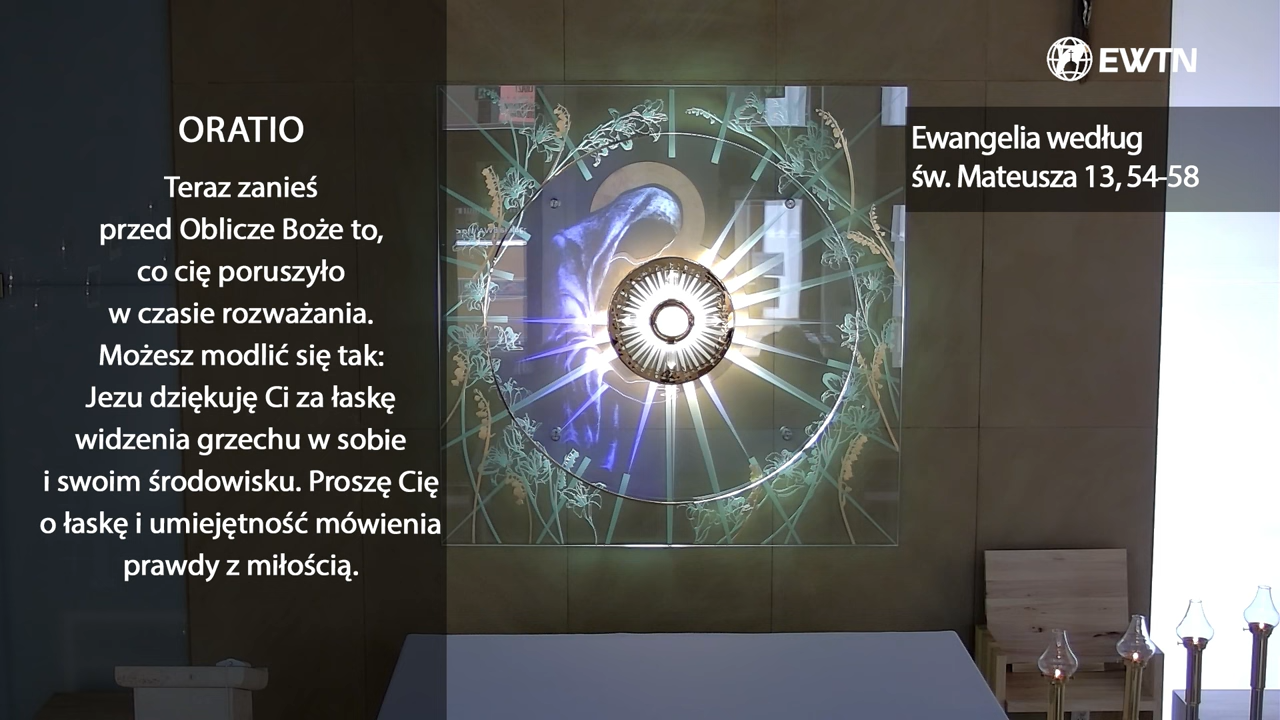 ORATIO
Teraz zanieś
przed Oblicze Boże to,
co cię poruszyło
w czasie rozważania.
Możesz modlić się tak:
Jezu dziękuję Ci za łaskę
widzenia grzechu w sobie
i swoim środowisku. Proszę Cię
o łaskę i umiejętność mówienia
prawdy z miłością.
EWTN
Ewangelia według
św. Mateusza 13, 54-58